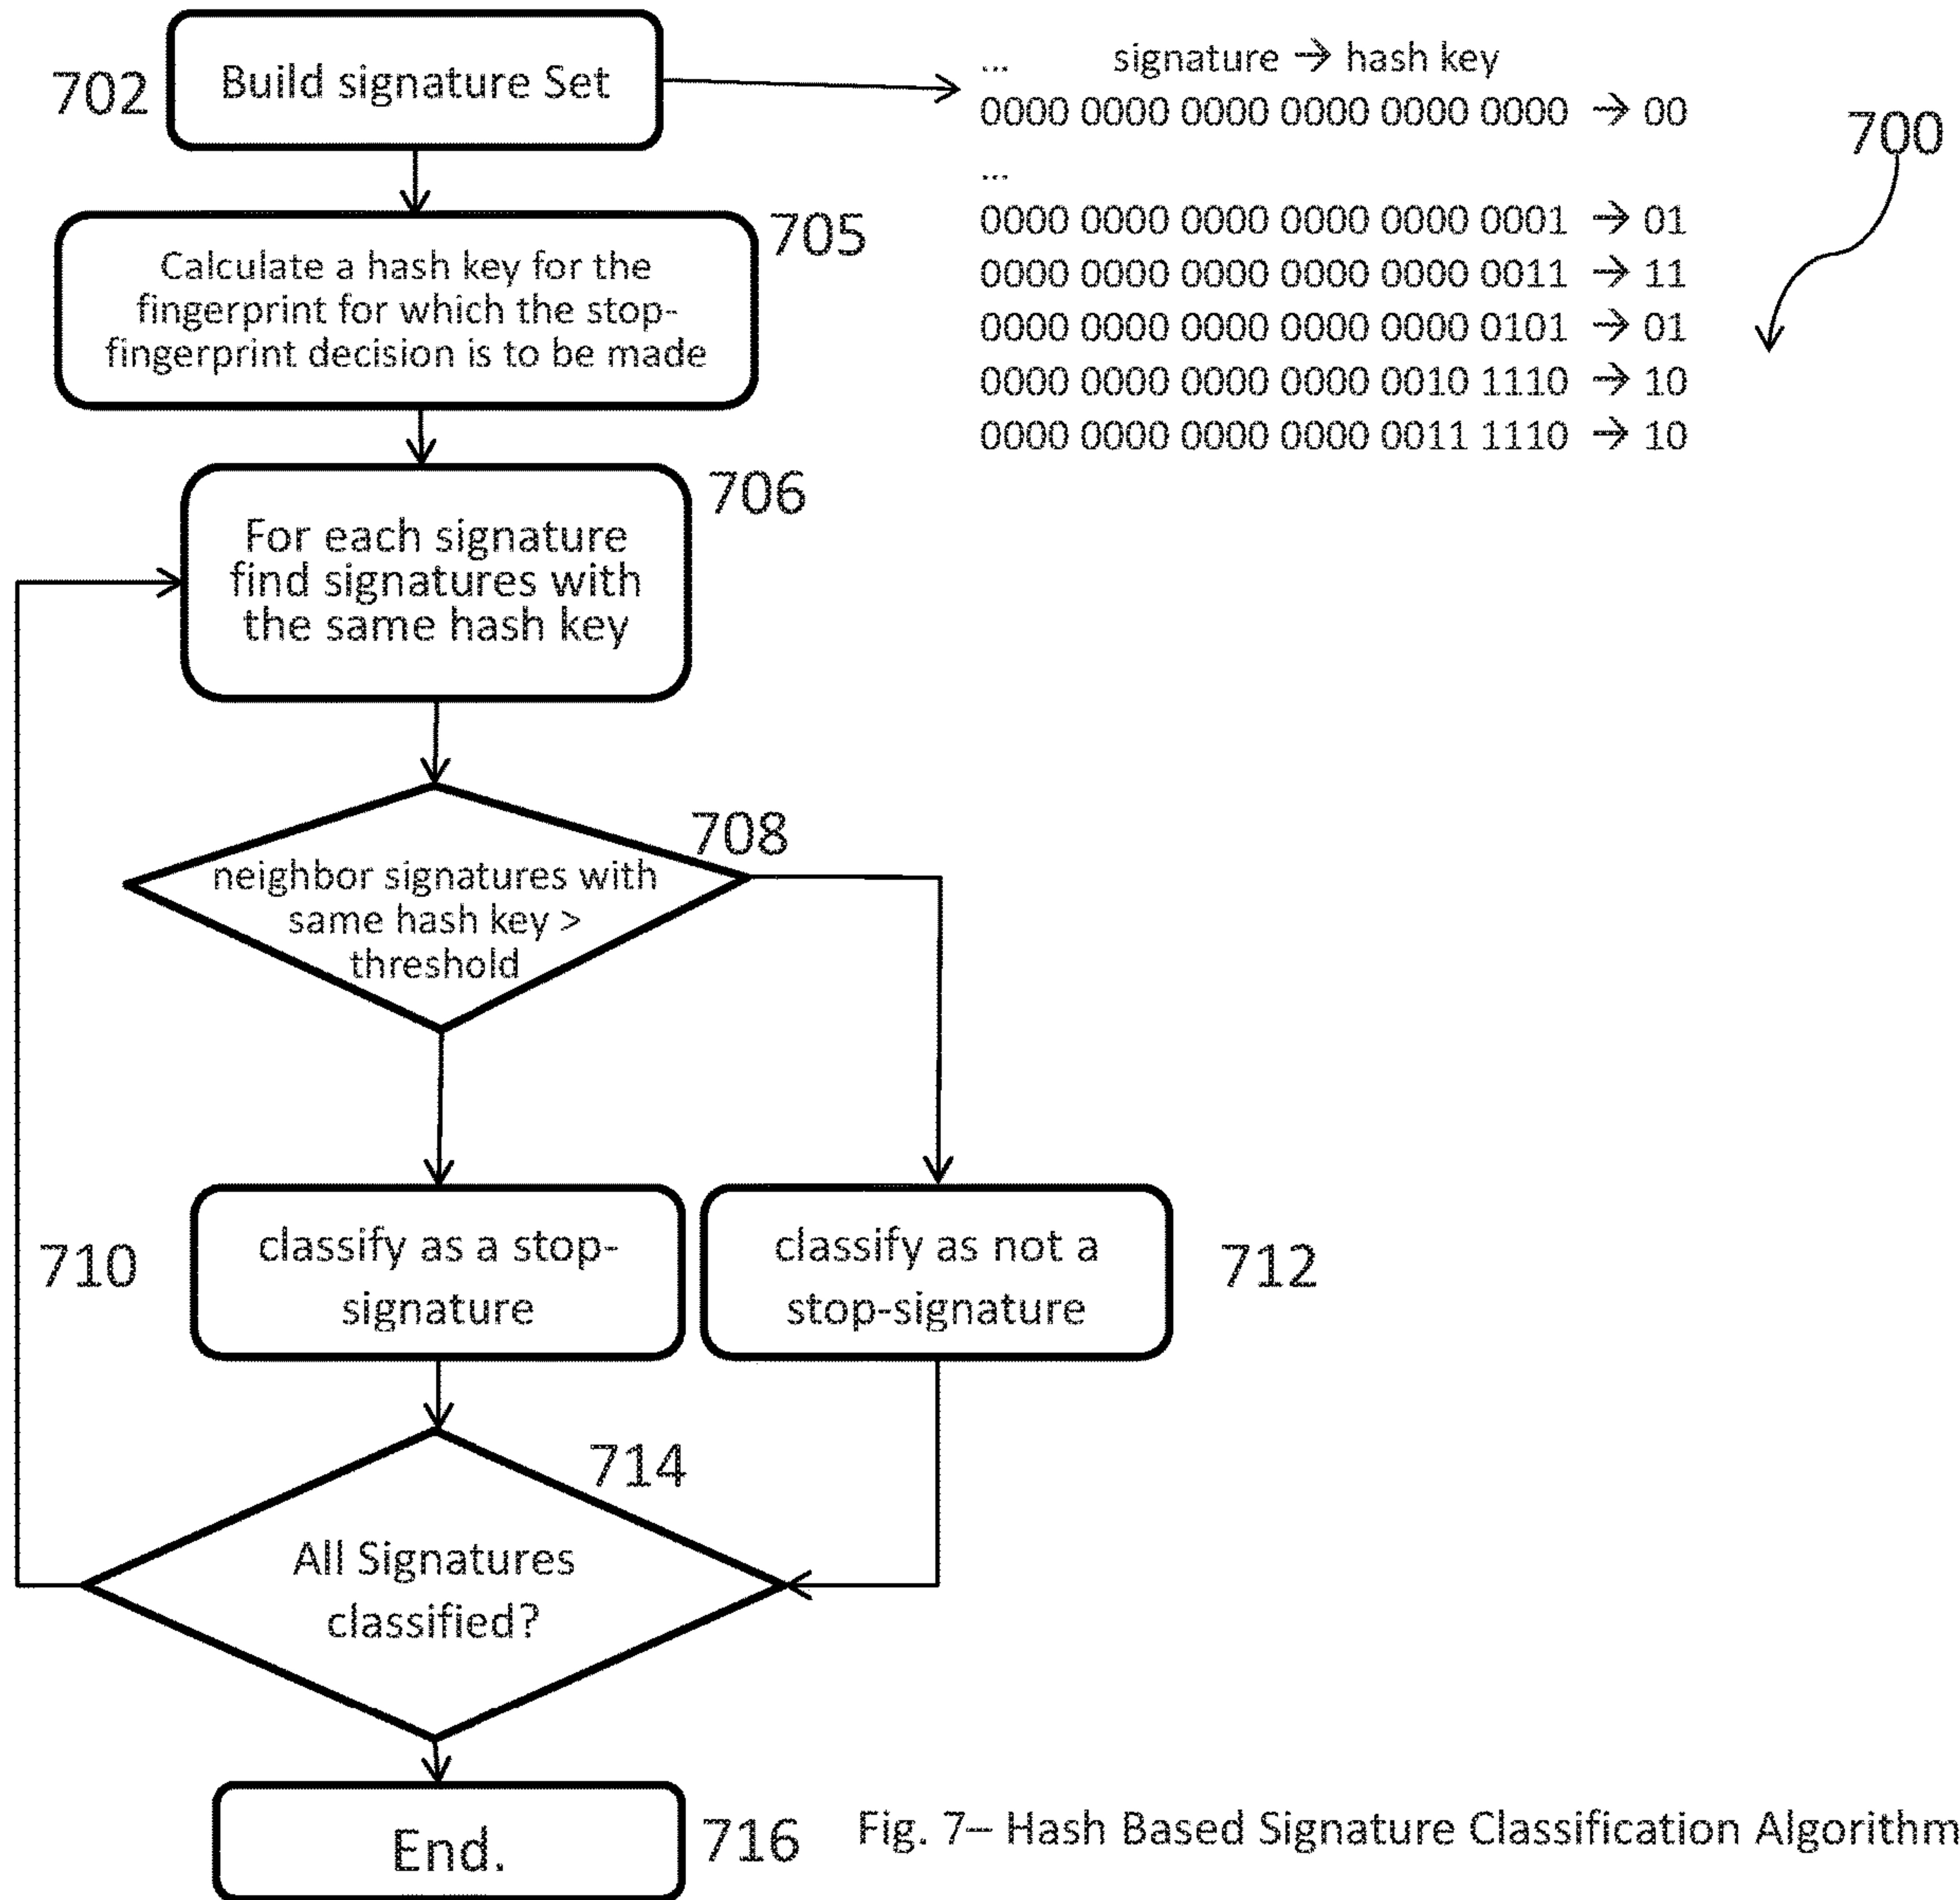 702
Build signature Set
... signature → hash key
0000 0000 0000 0000 0000 0000 → 00
...
0000 0000 0000 0000 0000 0001 → 01
0000 0000 0000 0000 0000 0011 → 11
0000 0000 0000 0000 0000 0101 → 01
0000 0000 0000 0000 0010 1110 → 10
0000 0000 0000 0000 0011 1110 → 10
700
705
Calculate a hash key for the
fingerprint for which the stop-
fingerprint decision is to be made
706
For each signature
find signatures with
the same hash key
708
neighbor signatures with
same hash key >
threshold
710
classify as a stop-
signature
classify as not a
stop-signature
712
714
All Signatures
classified?
End.
716
Fig. 7– Hash Based Signature Classification Algorithm